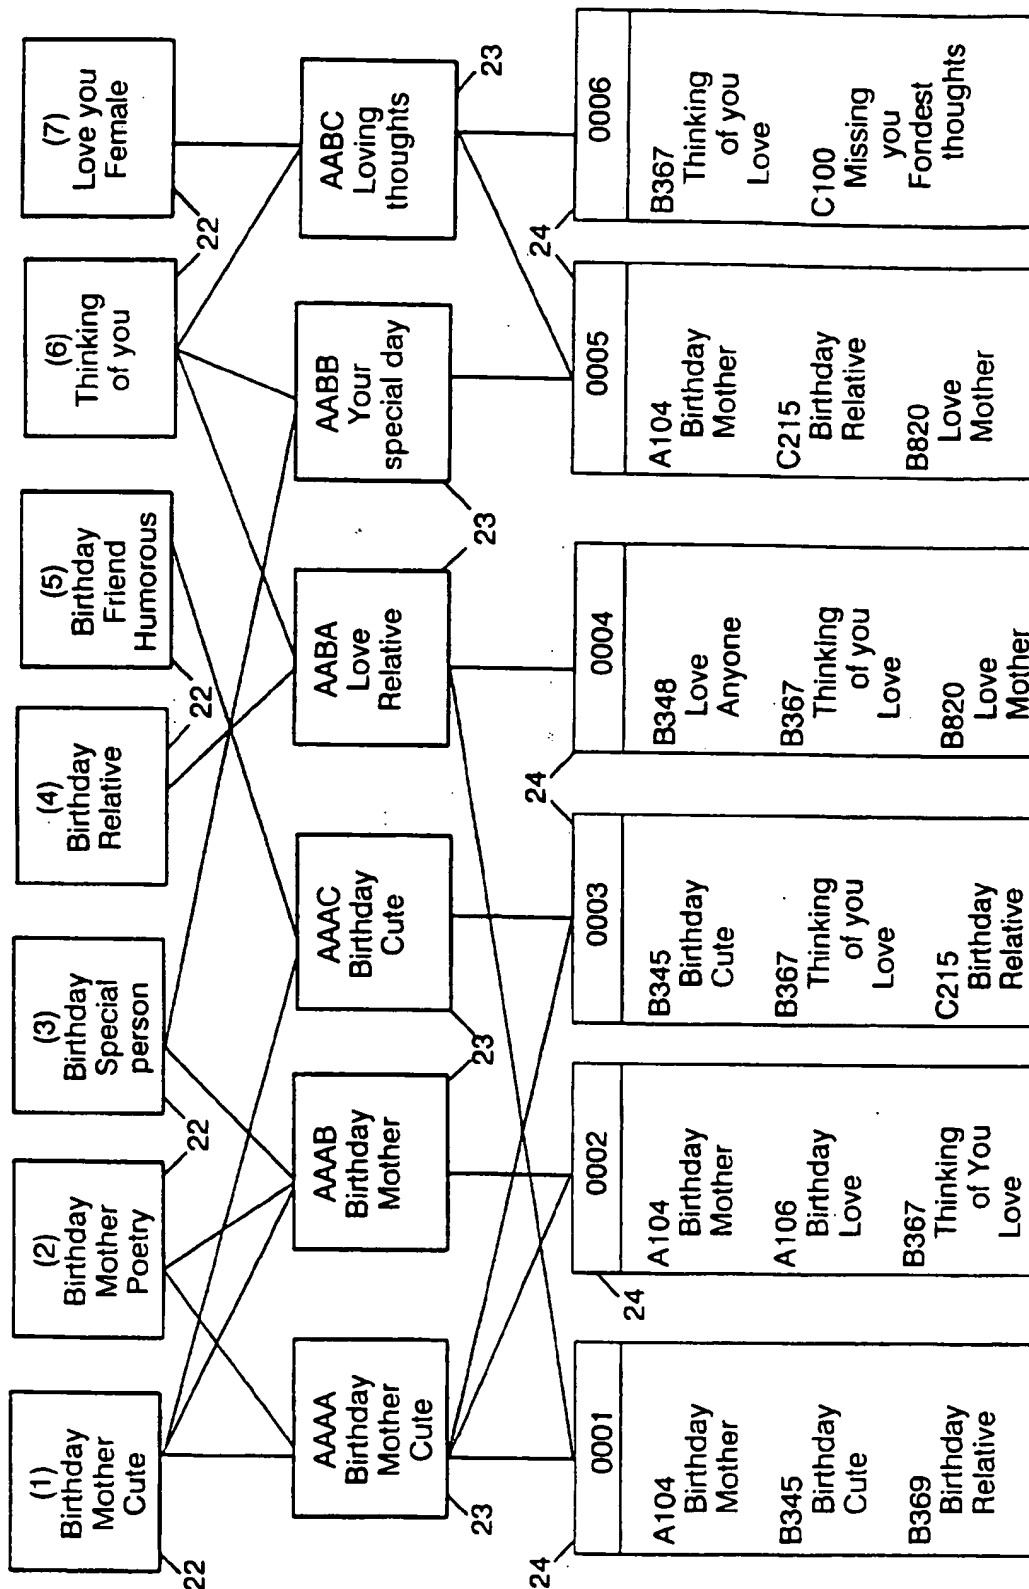 (1)
Birthday
Mother
Cute
22
(2)
Birthday
Mother
Poetry
22
(3)
Birthday
Special
person
22
(4)
Birthday
Relative
22
(5)
Birthday
Friend
Humorous
22
(6)
Thinking
of you
22
(7)
Love you
Female
22
AAAA
Birthday
Mother
Cute
23
AAAB
Birthday
Mother
23
AAAC
Birthday
Cute
23
AABA
Love
Relative
23
AABB
Your
special day
23
AABC
Loving
thoughts
23
24
0001
A104
Birthday
Mother
B345
Birthday
Cute
B369
Birthday
Relative
24
0002
A104
Birthday
Mother
A106
Birthday
Love
B367
Thinking
of You
Love
24
0003
B345
Birthday
Cute
B367
Thinking
of you
Love
C215
Birthday
Relative
0004
B348
Love
Anyone
B367
Thinking
of you
Love
B820
Love
Mother
24
0005
A104
Birthday
Mother
C215
Birthday
Relative
B820
Love
Mother
0006
B367
Thinking
of you
Love
C100
Missing
you
Fondest
thoughts